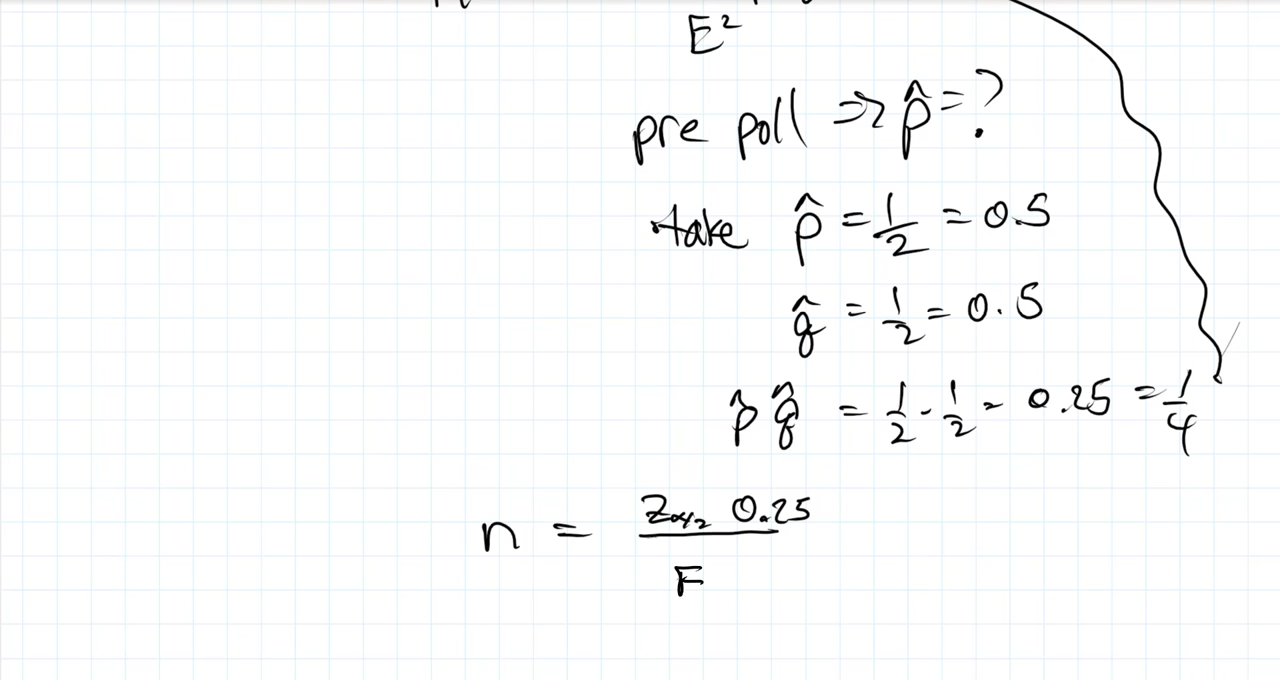 E²
pre poll ⇒ p̂ = ?
take p̂ = 1/2 = 0.5
q̂ = 1/2 = 0.5
p̂ q̂ = 1/2 · 1/2 = 0.25 = 1/4
n = Z α/2 0.25
F